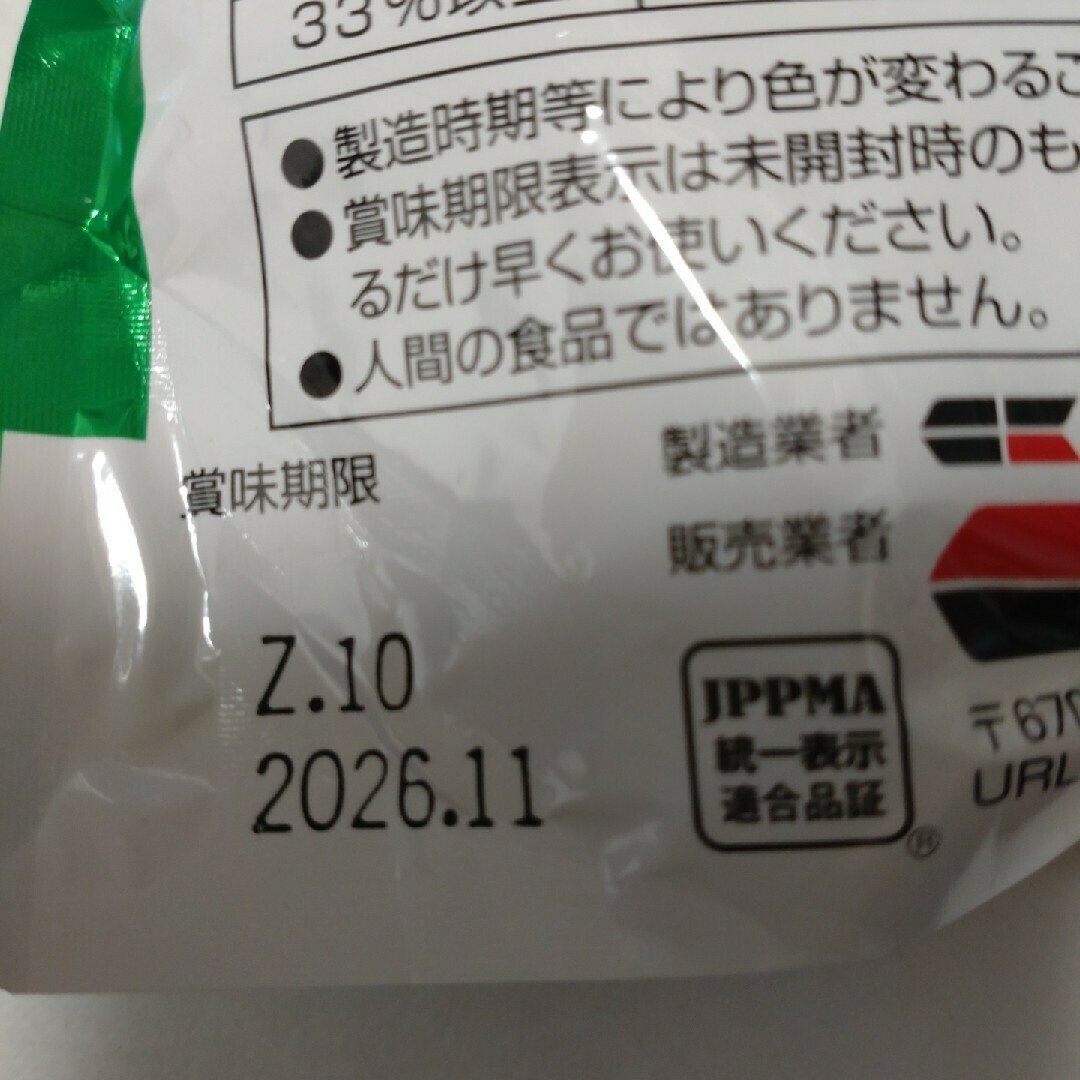 33%以上
●製造時期等により色が変わるこ
●賞味期限表示は未開封時のも
るだけ早くお使いください。
●人間の食品ではありません。
賞味期限
製造業者
販売業者
Z.10
2026.11
JPPMA
統一表示
適合品証
®
〒670
URL